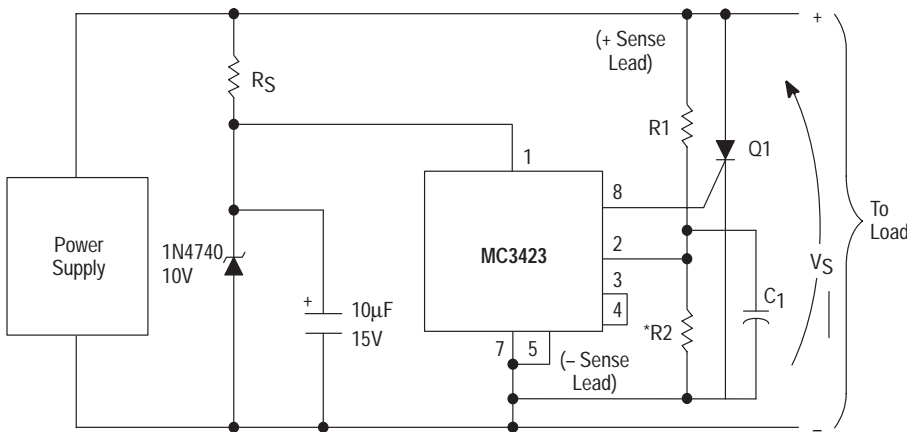 +
(+ Sense
Lead)
RS
R1
Q1
1
8
2
3
4
MC3423
Power
Supply
1N4740
10V
+
10µF
15V
7
5
(– Sense
Lead)
*R2
C1
VS
To
Load
–